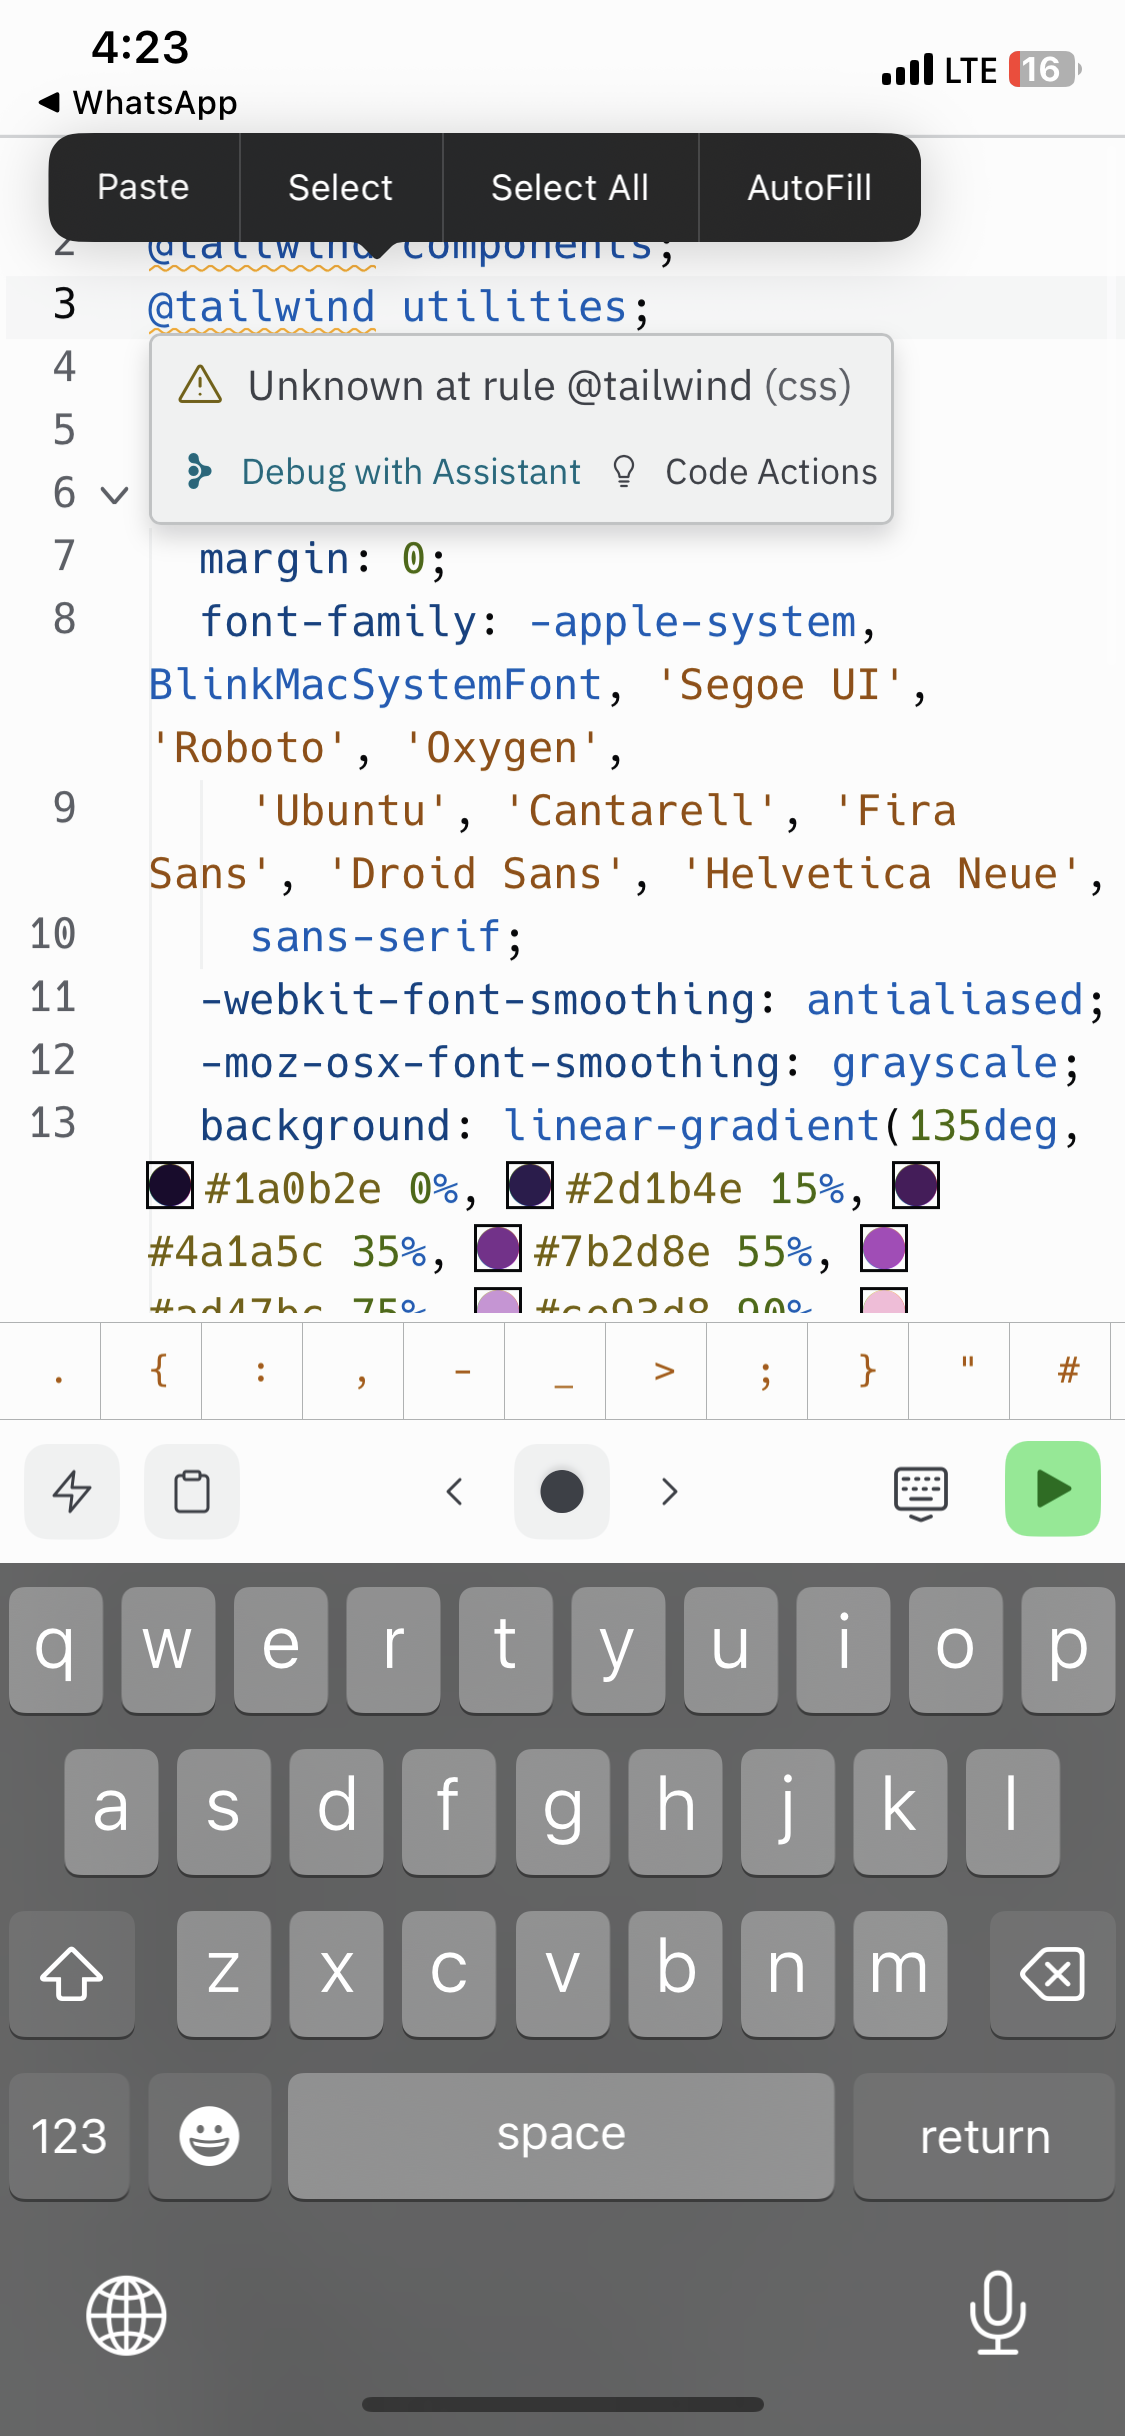 4:23
LTE 16
◀ WhatsApp
Paste Select Select All AutoFill
2 @tailwind components;
3 @tailwind utilities;
4
Unknown at rule @tailwind (css)
5
Debug with Assistant Code Actions
6
7 margin: 0;
8 font-family: -apple-system,
BlinkMacSystemFont, 'Segoe UI',
'Roboto', 'Oxygen',
9 'Ubuntu', 'Cantarell', 'Fira
Sans', 'Droid Sans', 'Helvetica Neue',
10 sans-serif;
11 -webkit-font-smoothing: antialiased;
12 -moz-osx-font-smoothing: grayscale;
13 background: linear-gradient(135deg,
#1a0b2e 0%, #2d1b4e 15%,
#4a1a5c 35%, #7b2d8e 55%,
#ad47bc 75%, #ce93d8 90%
. { : , - _ > ; } " #
q w e r t y u i o p
a s d f g h j k l
z x c v b n m
123 space return